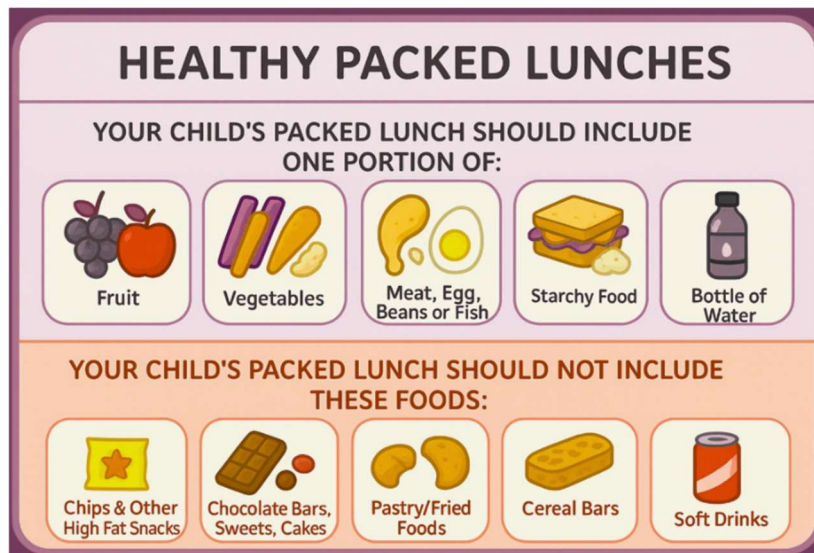 HEALTHY PACKED LUNCHES
YOUR CHILD'S PACKED LUNCH SHOULD INCLUDE
ONE PORTION OF:
Fruit
Vegetables
Meat, Egg,
Beans or Fish
Starchy Food
Bottle of
Water
YOUR CHILD'S PACKED LUNCH SHOULD NOT INCLUDE
THESE FOODS:
Chips & Other
High Fat Snacks
Chocolate Bars,
Sweets, Cakes
Pastry/Fried
Foods
Cereal Bars
Soft Drinks